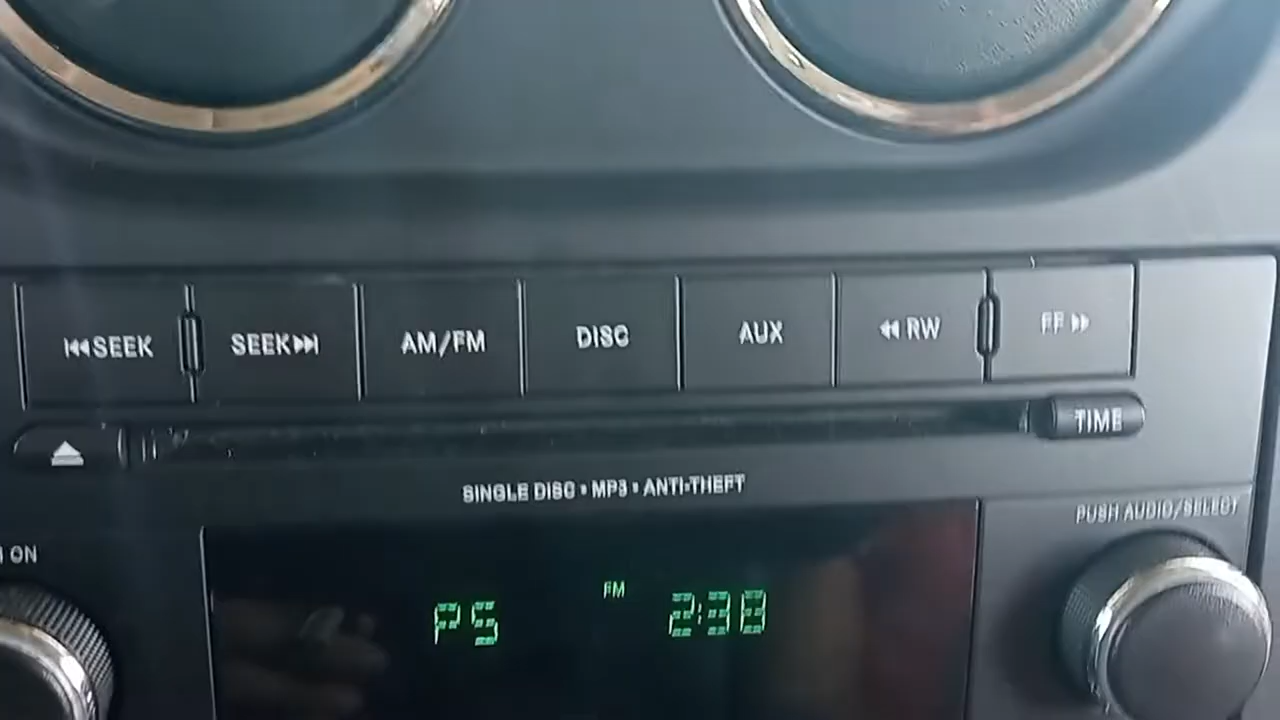 ⏮SEEK SEEK⏭ AM/FM DISC AUX ◀◀ RW FF ▶▶
TIME
SINGLE DISC • MP3 • ANTI-THEFT
PUSH AUDIO/SELECT
ON
FM
PS 2:38